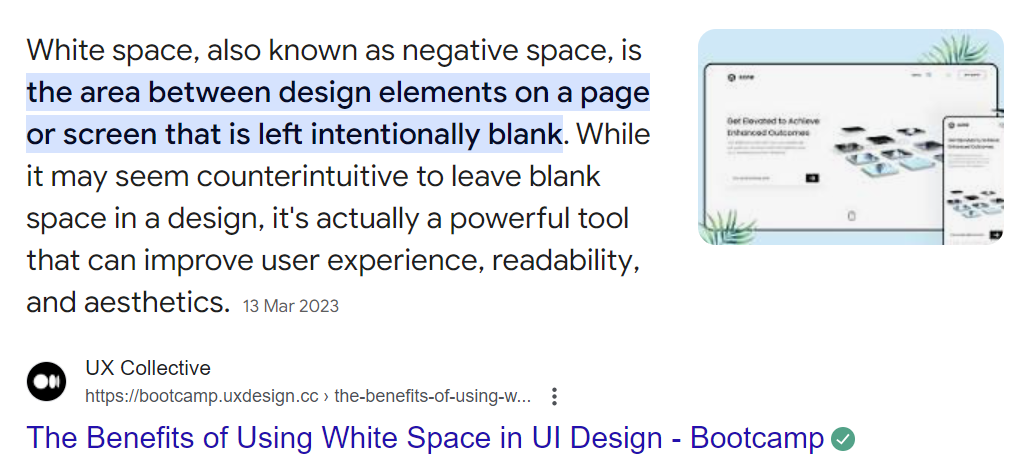 White space, also known as negative space, is
the area between design elements on a page
or screen that is left intentionally blank. While
it may seem counterintuitive to leave blank
space in a design, it's actually a powerful tool
that can improve user experience, readability,
and aesthetics. 13 Mar 2023
Get Elevated to Achieve
Enhanced Outcomes
UX Collective
https://bootcamp.uxdesign.cc › the-benefits-of-using-w...
The Benefits of Using White Space in UI Design - Bootcamp